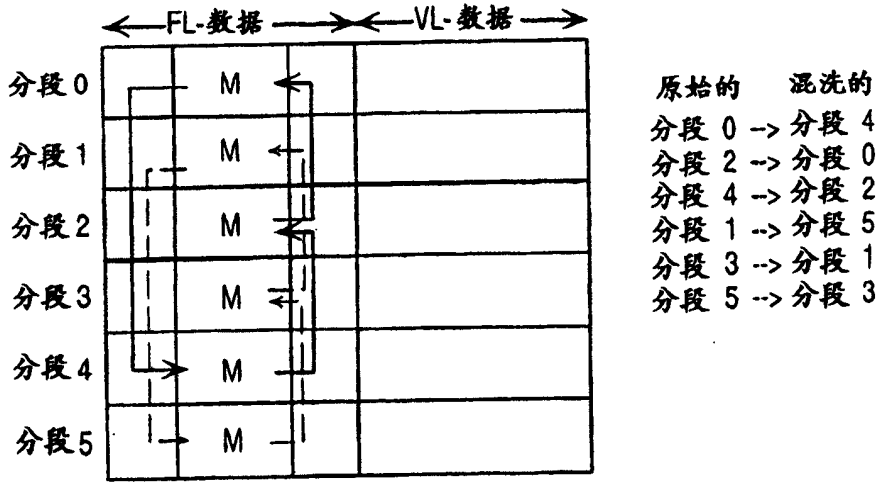 FL-数据 VL-数据
分段 0 M
分段 1 M
分段 2 M
分段 3 M
分段 4 M
分段 5 M
原始的 混洗的
分段 0 --> 分段 4
分段 2 --> 分段 0
分段 4 --> 分段 2
分段 1 --> 分段 5
分段 3 --> 分段 1
分段 5 --> 分段 3